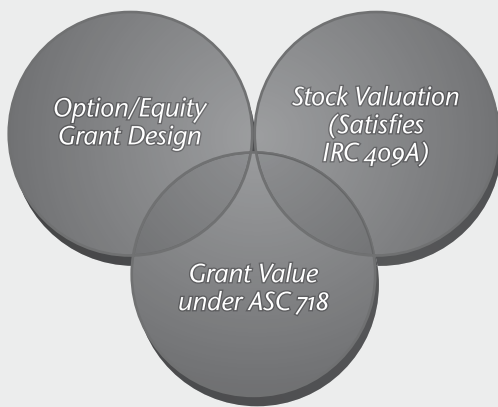 Option/Equity
Grant Design
Stock Valuation
(Satisfies
IRC 409A)
Grant Value
under ASC 718